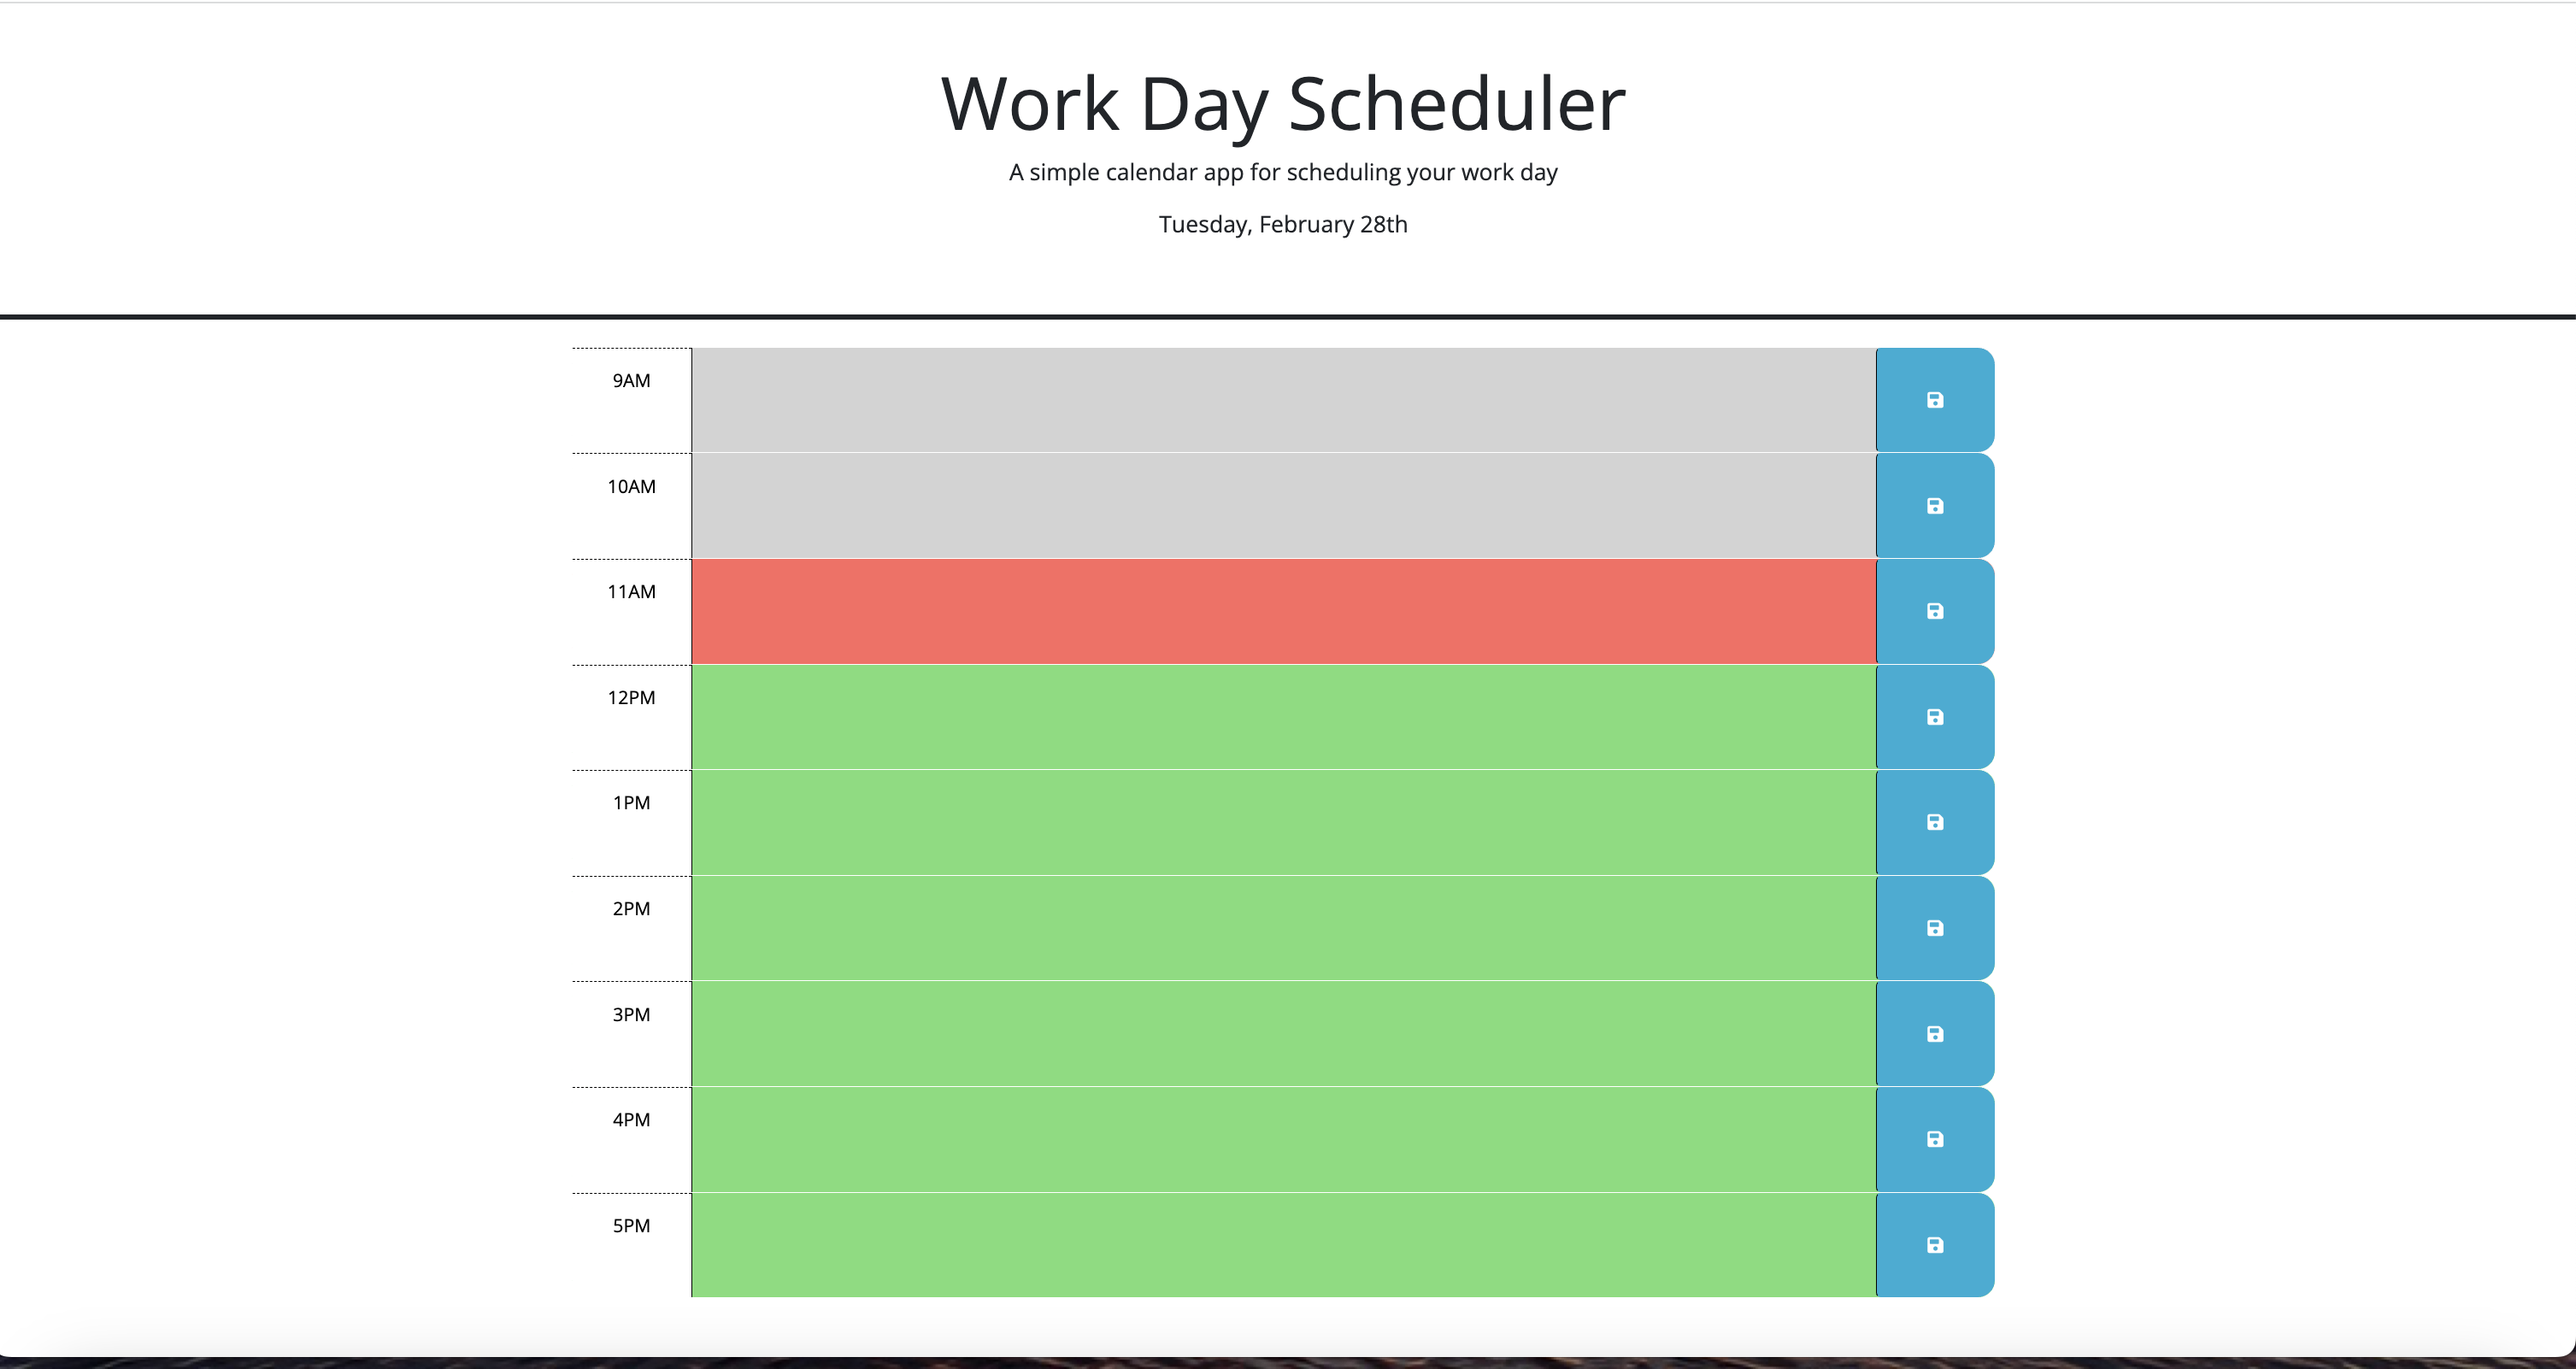 Work Day Scheduler
A simple calendar app for scheduling your work day
Tuesday, February 28th
9AM
10AM
11AM
12PM
1PM
2PM
3PM
4PM
5PM